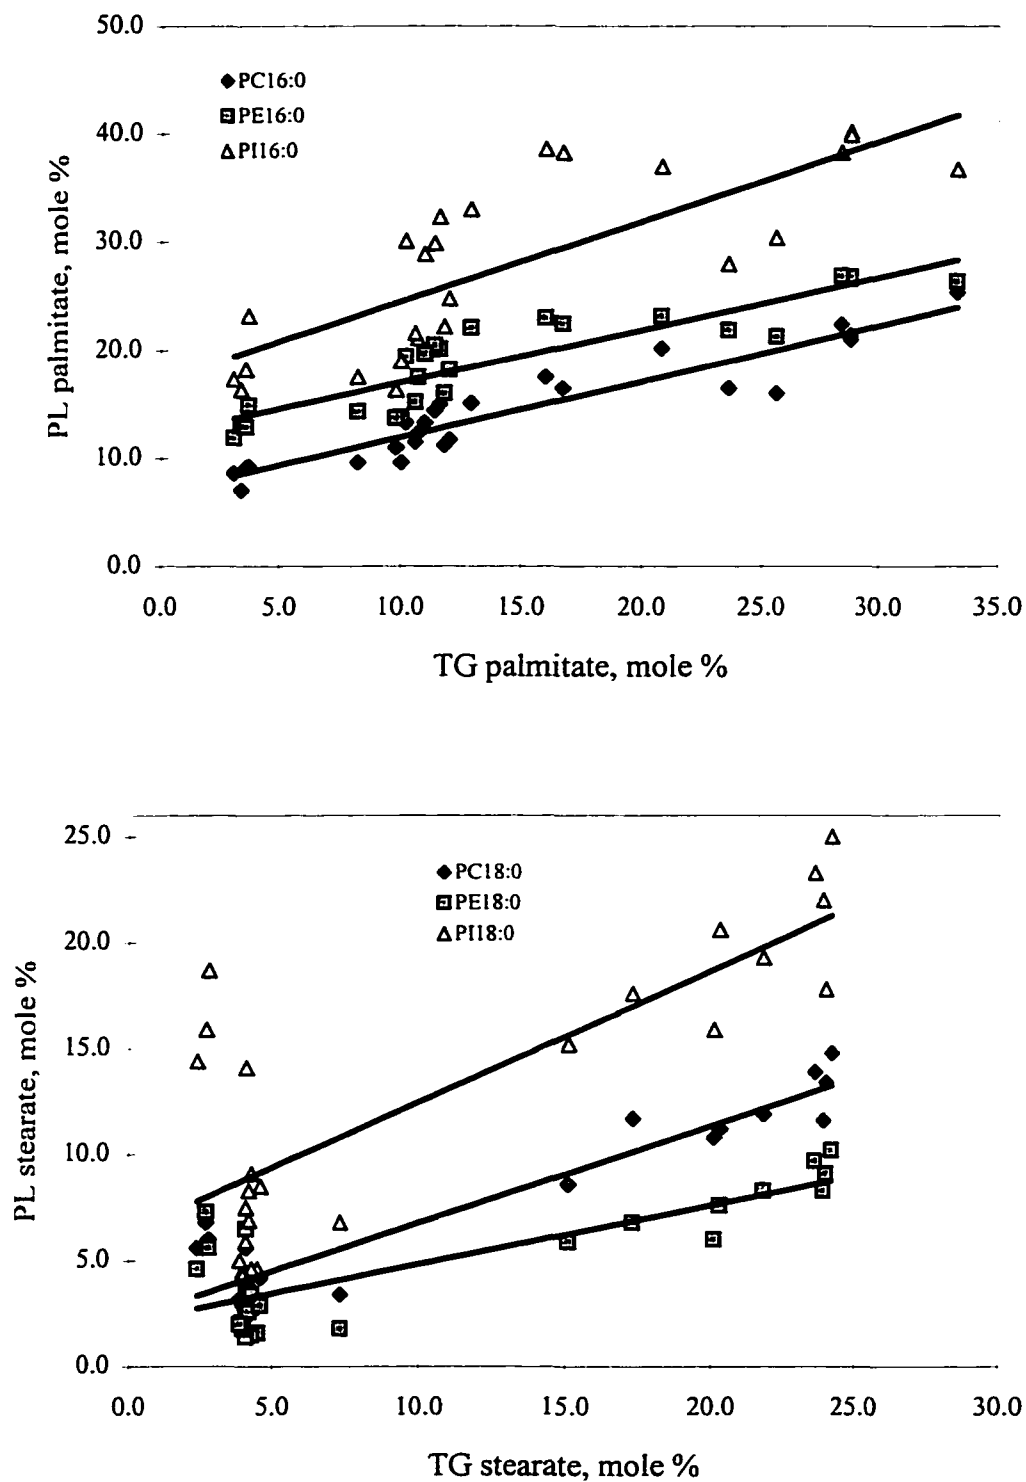 50.0
PC16:0
PE16:0
PI16:0
40.0
30.0
20.0
10.0
0.0
PL palmitate, mole %
0.0 5.0 10.0 15.0 20.0 25.0 30.0 35.0
TG palmitate, mole %
25.0
PC18:0
PE18:0
PI18:0
20.0
15.0
10.0
5.0
0.0
PL stearate, mole %
0.0 5.0 10.0 15.0 20.0 25.0 30.0
TG stearate, mole %